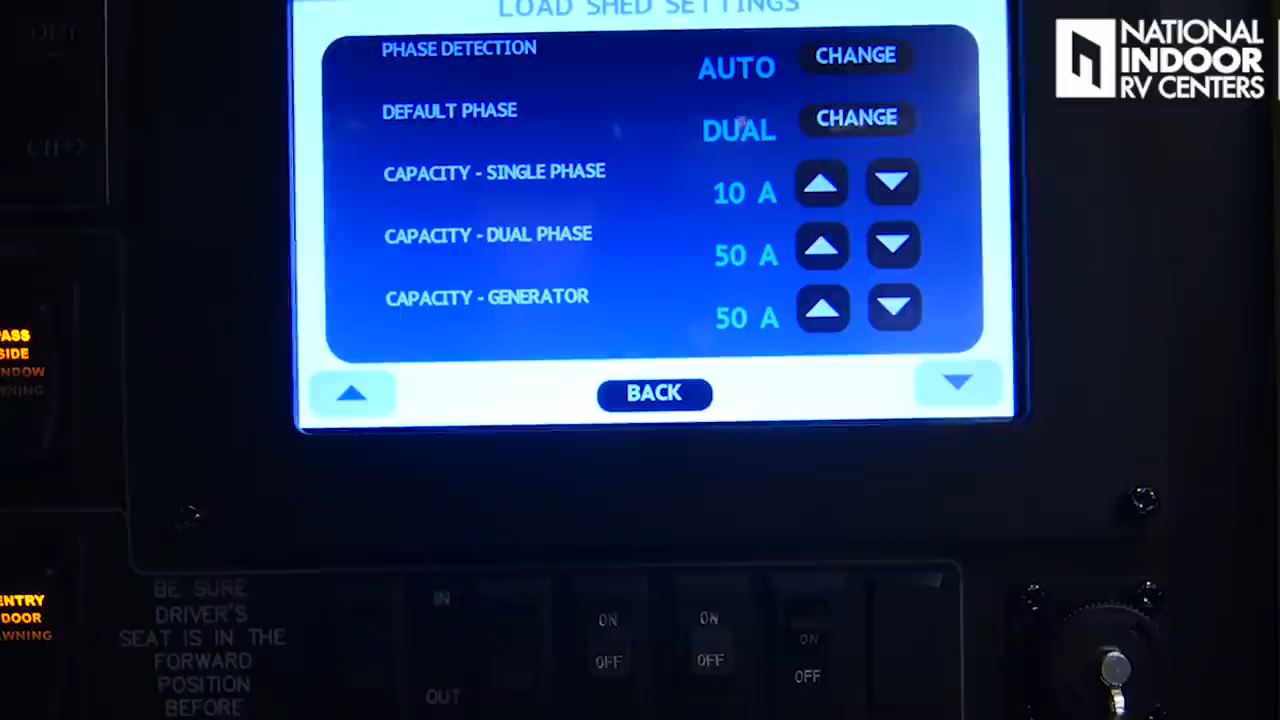 LOAD SHED SETTINGS
PHASE DETECTION
AUTO
CHANGE
DEFAULT PHASE
DUAL
CHANGE
CAPACITY - SINGLE PHASE
10 A
CAPACITY - DUAL PHASE
50 A
CAPACITY - GENERATOR
50 A
BACK
NATIONAL
INDOOR
RV CENTERS
OUT
PASS
SIDE
WINDOW
AWNING
ENTRY
DOOR
AWNING
BE SURE
DRIVER'S
SEAT IS IN THE
FORWARD
POSITION
BEFORE
IN
OUT
ON
OFF
ON
OFF
ON
OFF